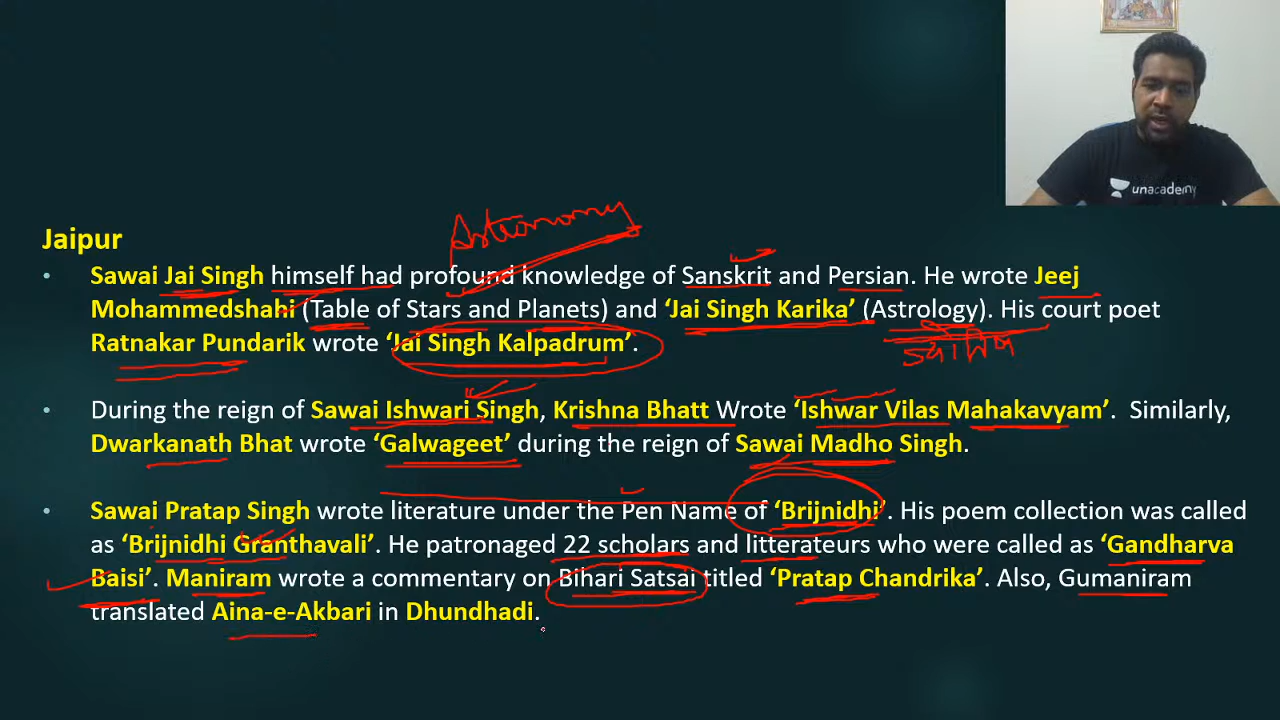 unacademy
Astronomy
Jaipur
• Sawai Jai Singh himself had profound knowledge of Sanskrit and Persian. He wrote Jeej
Mohammedshahi (Table of Stars and Planets) and ‘Jai Singh Karika’ (Astrology). His court poet
Ratnakar Pundarik wrote ‘Jai Singh Kalpadrum’.
• During the reign of Sawai Ishwari Singh, Krishna Bhatt Wrote ‘Ishwar Vilas Mahakavyam’. Similarly,
Dwarkanath Bhat wrote ‘Galwageet’ during the reign of Sawai Madho Singh.
• Sawai Pratap Singh wrote literature under the Pen Name of ‘Brijnidhi’. His poem collection was called
as ‘Brijnidhi Granthavali’. He patronaged 22 scholars and litterateurs who were called as ‘Gandharva
Baisi’. Maniram wrote a commentary on Bihari Satsai titled ‘Pratap Chandrika’. Also, Gumaniram
translated Aina-e-Akbari in Dhundhadi.